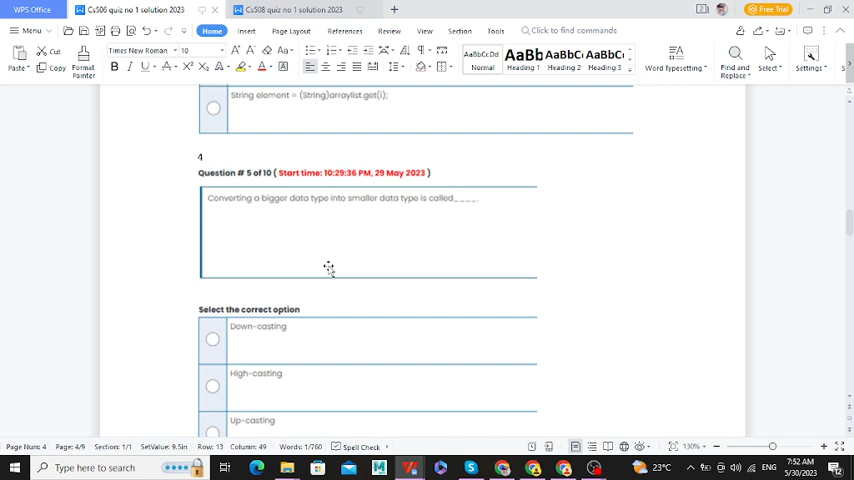 WPS Office
Cs506 quiz no 1 solution 2023
Cs508 quiz no 1 solution 2023
Free Trial
Menu
Home
Insert
Page Layout
References
Review
View
Section
Tools
Click to find commands
Paste
Cut
Copy
Format Painter
Times New Roman
10
AaBbCcDd
Normal
AaBb
Heading 1
AaBbC
Heading 2
AaBbC
Heading 3
Word Typesetting
Find and Replace
Select
Settings
String element = (String)arraylist.get(i);
4
Question # 5 of 10 ( Start time: 10:29:36 PM, 29 May 2023 )
Converting a bigger data type into smaller data type is called____.
Select the correct option
Down-casting
High-casting
Up-casting
Page Num: 4
Page: 4/9
Section: 1/1
SetValue: 9.5in
Row: 13
Column: 49
Words: 1/760
Spell Check
130%
Type here to search
23°C
ENG
7:52 AM
5/30/2023